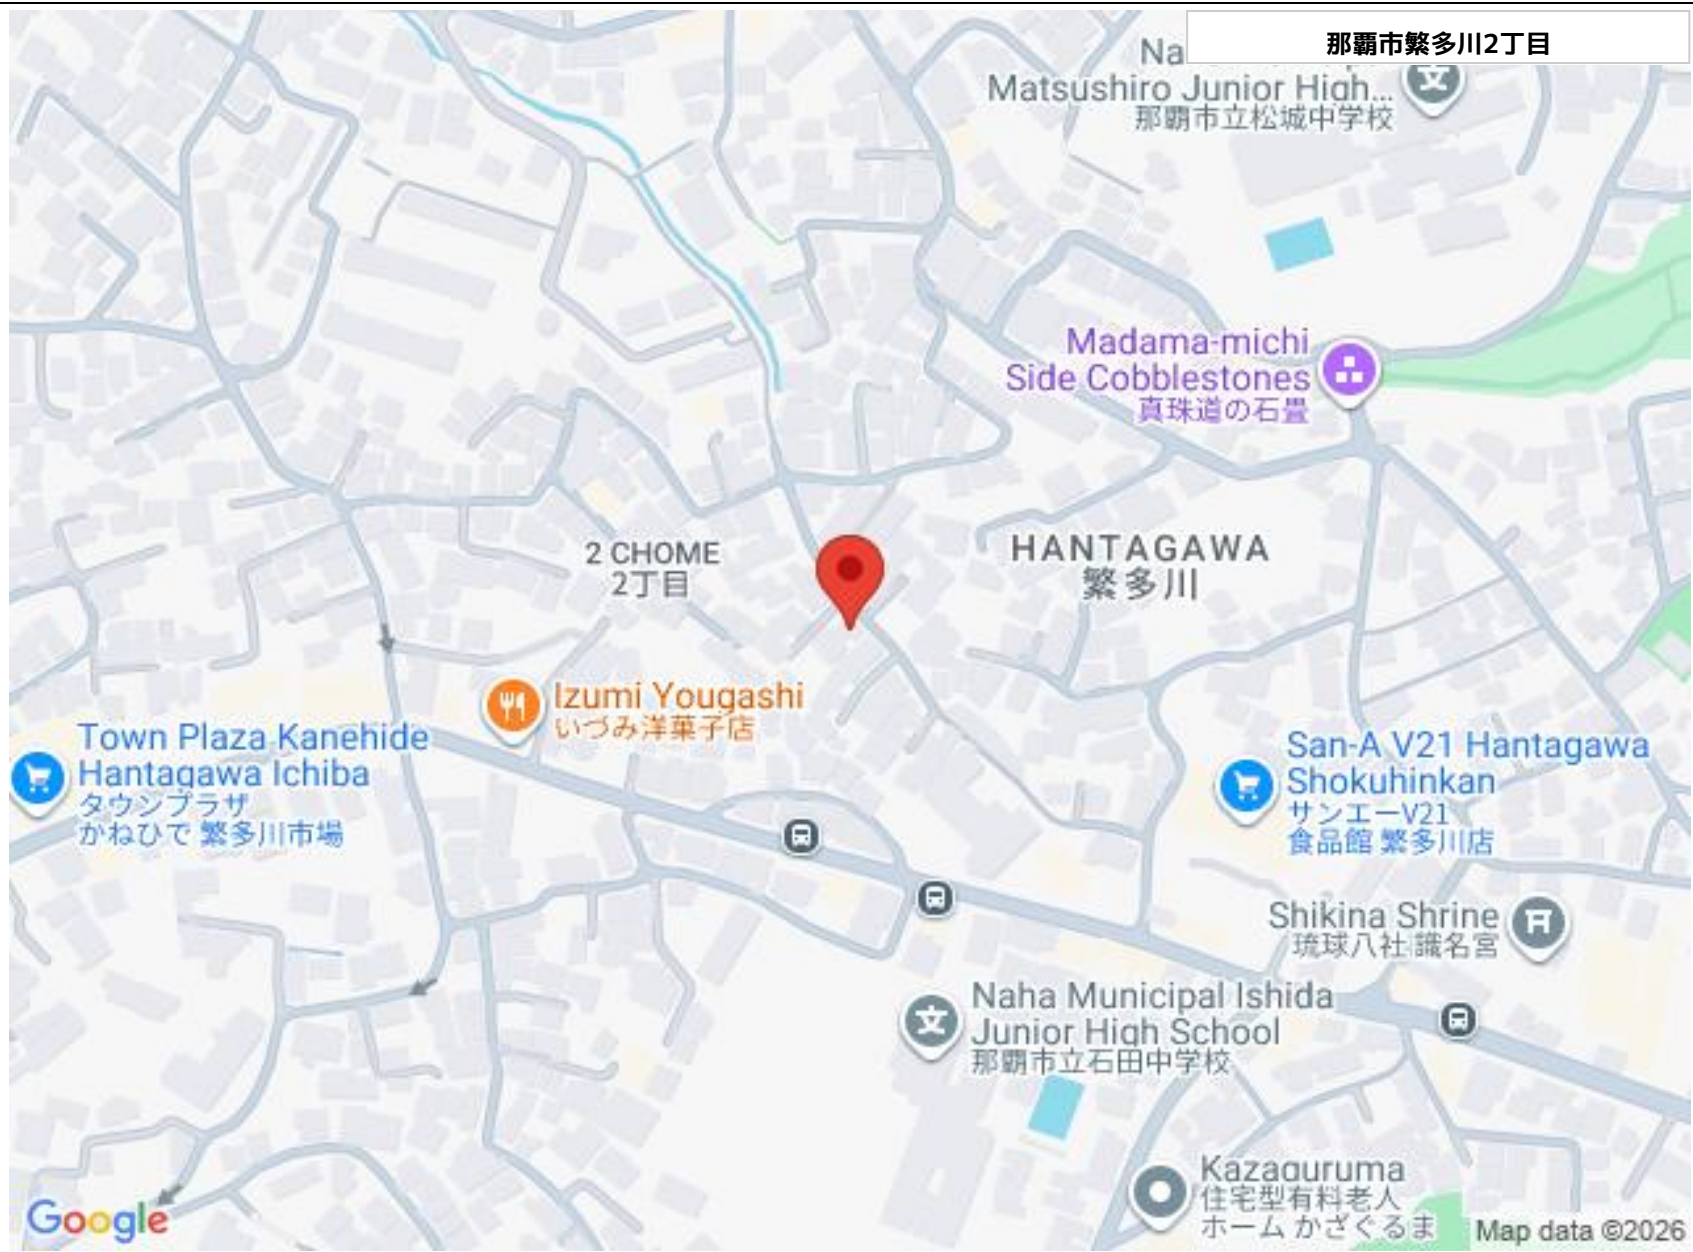 那覇市繁多川2丁目
Na
Matsushiro Junior High...
那覇市立松城中学校
Madama-michi
Side Cobblestones
真珠道の石畳
2 CHOME
2丁目
HANTAGAWA
繁多川
Izumi Yougashi
いづみ洋菓子店
Town Plaza Kanehide
Hantagawa Ichiba
タウンプラザ
かねひで 繁多川市場
San-A V21 Hantagawa
Shokuhinkan
サンエーV21
食品館 繁多川店
Shikina Shrine
琉球八社 識名宮
文
Naha Municipal Ishida
Junior High School
那覇市立石田中学校
Kazaguruma
住宅型有料老人
ホーム かざぐるま
Google
Map data ©2026